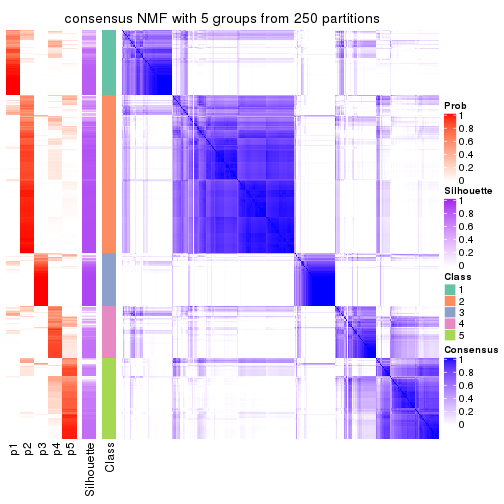 consensus NMF with 5 groups from 250 partitions
Prob
1
0.8
0.6
0.4
0.2
0
Silhouette
1
0.8
0.6
0.4
0.2
0
Class
1
2
3
4
5
Consensus
1
0.8
0.6
0.4
0.2
0
p1
p2
p3
p4
p5
Silhouette
Class